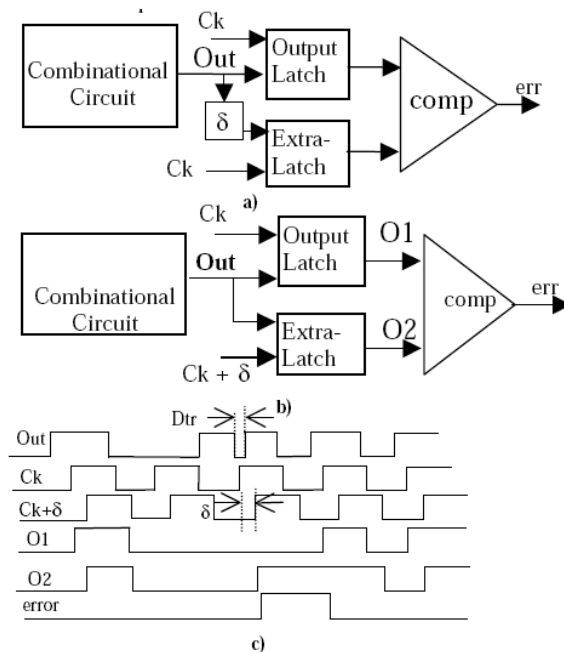 Ck
Out
Combinational
Circuit
Output
Latch
δ
Extra-
Latch
Ck
comp
err
a)
Ck
Out
Combinational
Circuit
Output
Latch
O1
Extra-
Latch
O2
Ck + δ
comp
err
b)
Dtr
Out
Ck
Ck+δ
δ
O1
O2
error
c)